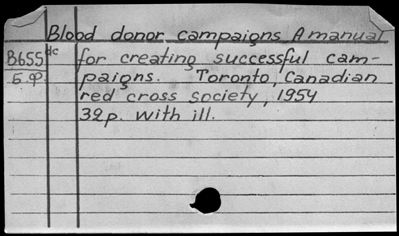 Blood donor campaigns A manual
B655 dc for creating successful cam-
paigns. Toronto, Canadian
red cross society, 1954
32p. with ill.